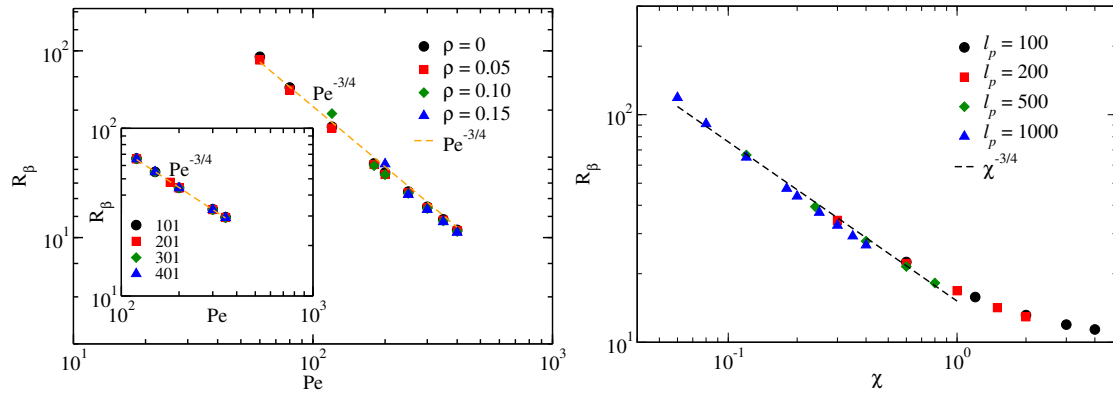 10²
R_β
10¹
10¹
10²
10³
Pe
Pe^-3/4
ρ = 0
ρ = 0.05
ρ = 0.10
ρ = 0.15
Pe^-3/4
10²
R_β
10¹
10²
Pe
10³
Pe^-3/4
101
201
301
401
R_β
10²
10¹
10⁻¹
10⁰
χ
l_p = 100
l_p = 200
l_p = 500
l_p = 1000
χ^-3/4